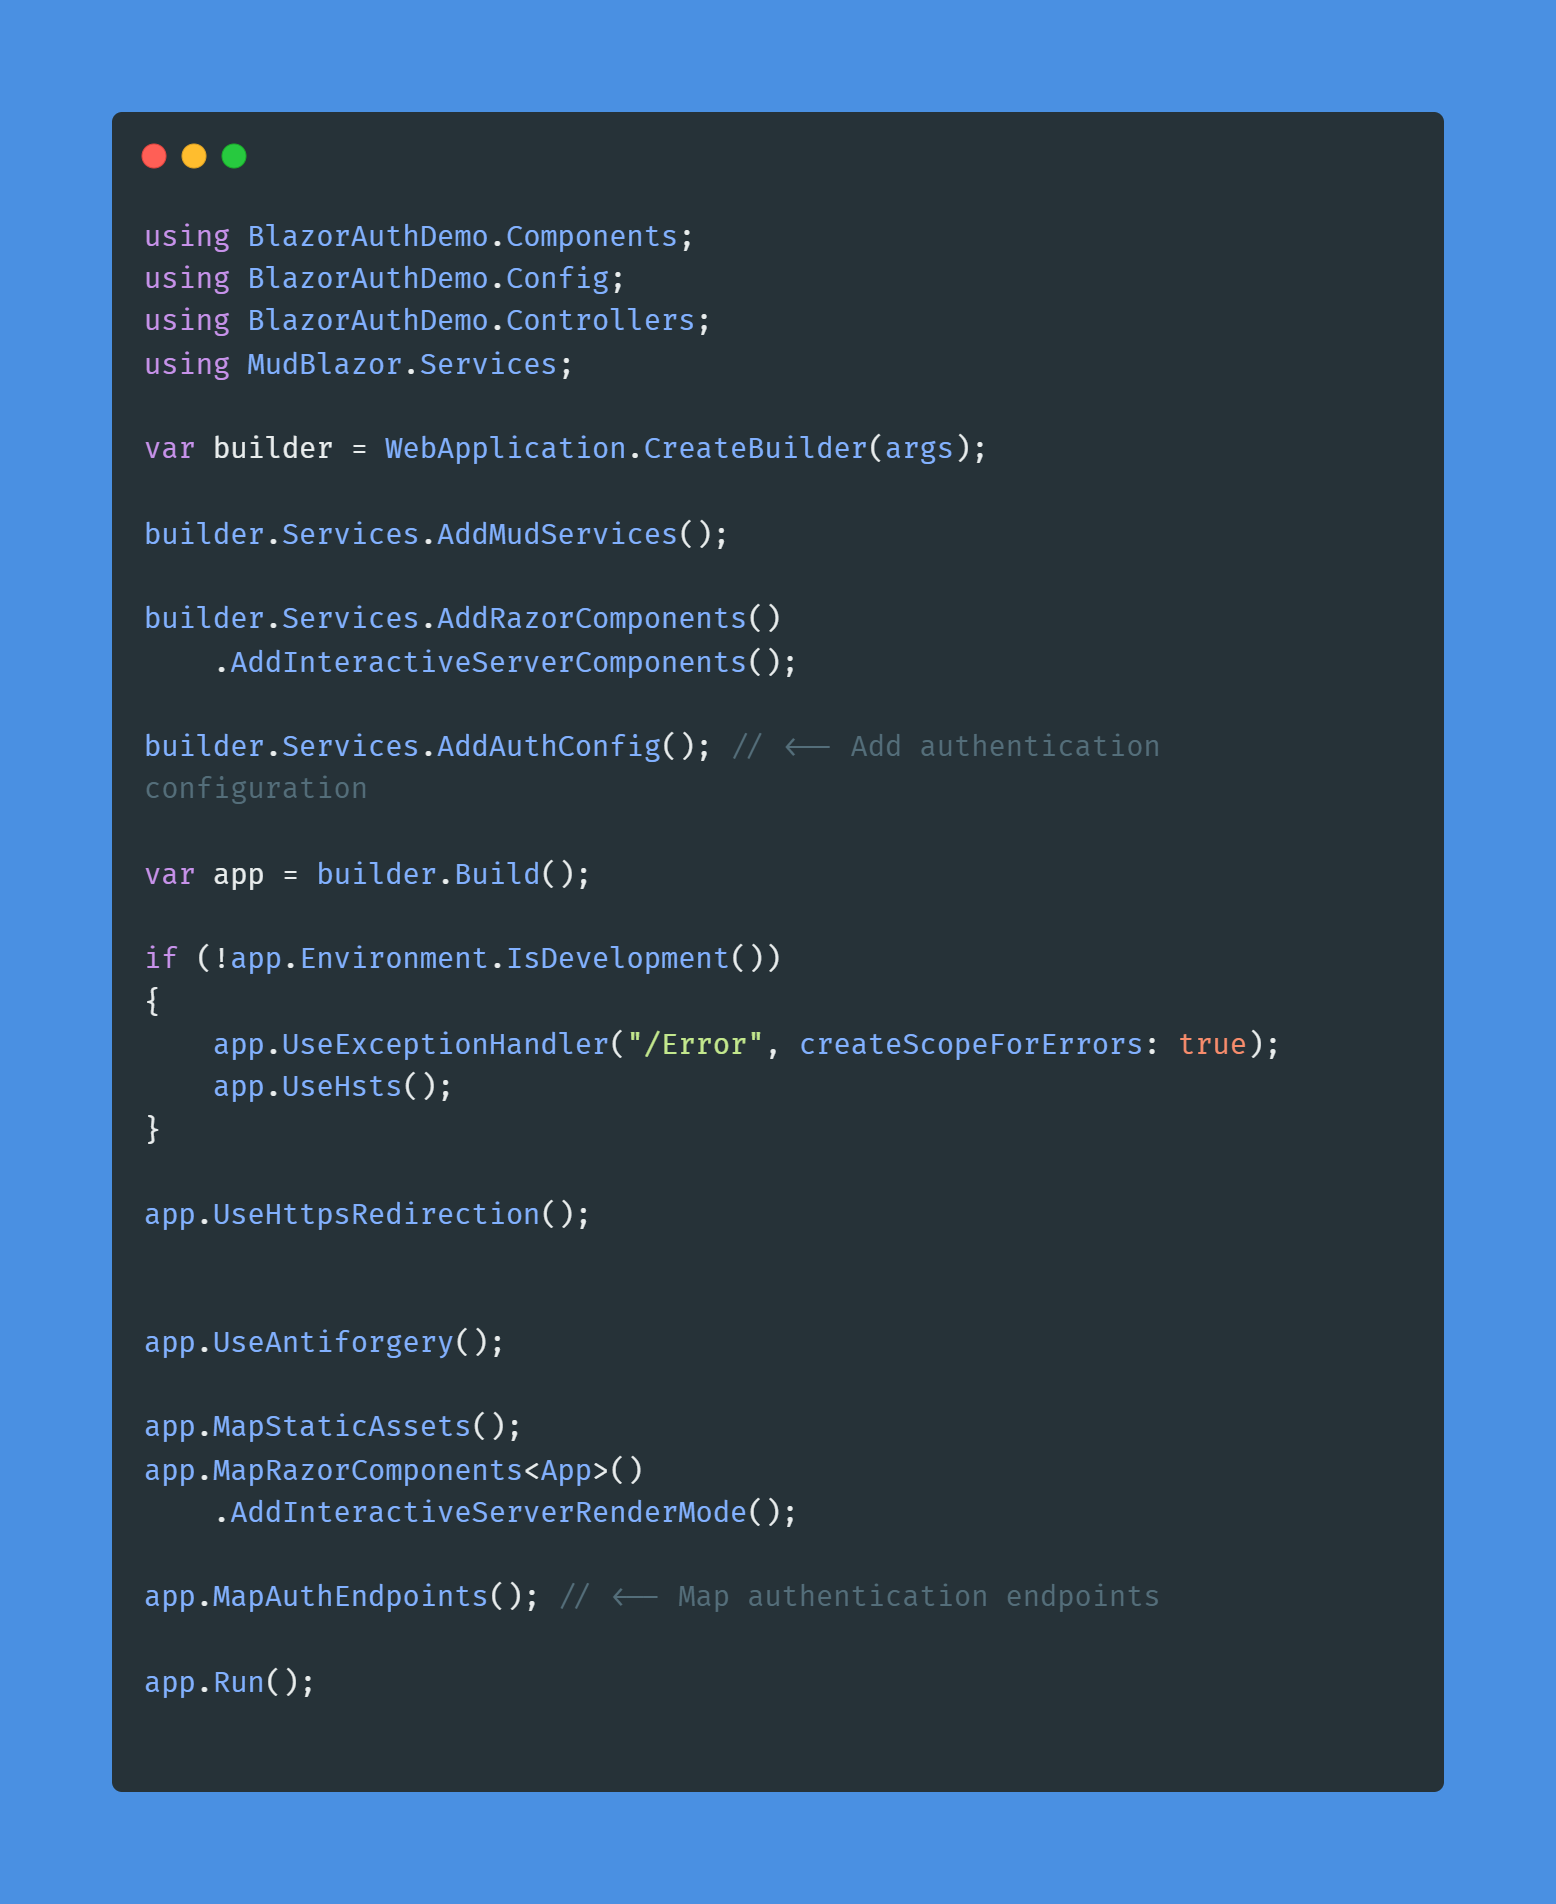 using BlazorAuthDemo.Components;
using BlazorAuthDemo.Config;
using BlazorAuthDemo.Controllers;
using MudBlazor.Services;

var builder = WebApplication.CreateBuilder(args);

builder.Services.AddMudServices();

builder.Services.AddRazorComponents()
    .AddInteractiveServerComponents();

builder.Services.AddAuthConfig(); // <-- Add authentication
configuration

var app = builder.Build();

if (!app.Environment.IsDevelopment())
{
    app.UseExceptionHandler("/Error", createScopeForErrors: true);
    app.UseHsts();
}

app.UseHttpsRedirection();


app.UseAntiforgery();

app.MapStaticAssets();
app.MapRazorComponents<App>()
    .AddInteractiveServerRenderMode();

app.MapAuthEndpoints(); // <-- Map authentication endpoints

app.Run();